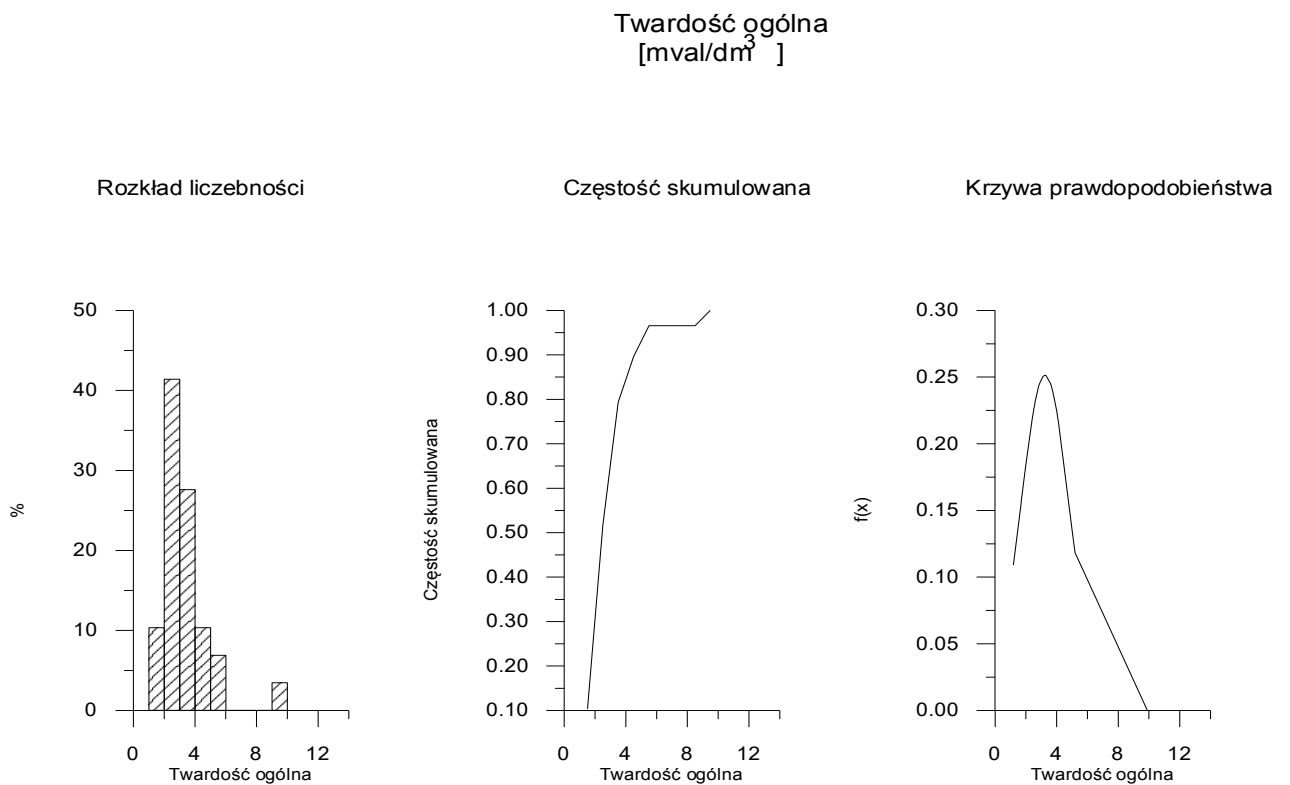 Twardość ogólna
[mval/dm3 ]
Rozkład liczebności
50
40
30
20
10
0
%
0 4 8 12
Twardość ogólna
Częstość skumulowana
1.00
0.90
0.80
0.70
0.60
0.50
0.40
0.30
0.20
0.10
Częstość skumulowana
0 4 8 12
Twardość ogólna
Krzywa prawdopodobieństwa
0.30
0.25
0.20
0.15
0.10
0.05
0.00
f(x)
0 4 8 12
Twardość ogólna